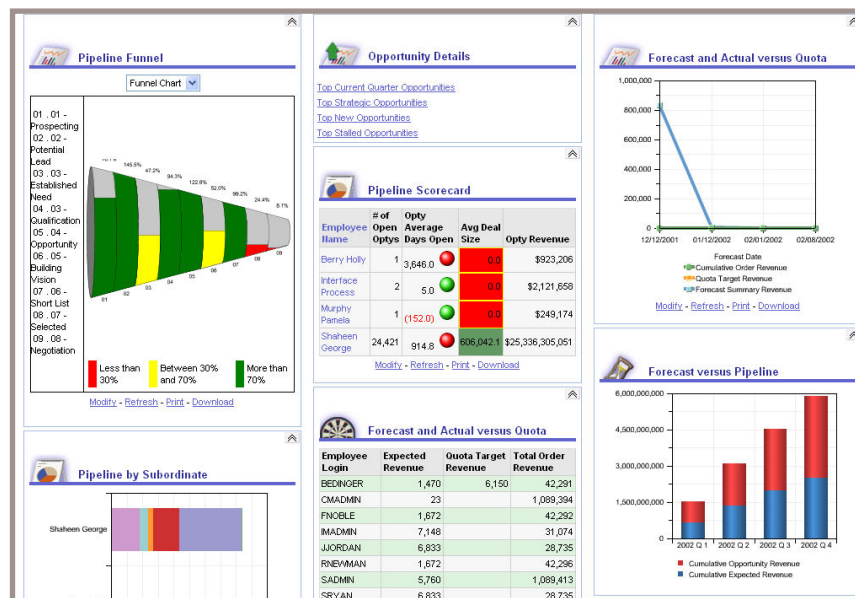 Pipeline Funnel
Funnel Chart
01 . 01 -
Prospecting
02 . 02 -
Potential
Lead
03 . 03 -
Established
Need
04 . 03 -
Qualification
05 . 04 -
Opportunity
06 . 05 -
Building
Vision
07 . 06 -
Short List
08 . 07 -
Selected
09 . 08 -
Negotiation
145.5%
47.2%
94.3%
122.8%
52.0%
99.2%
24.4%
8.1%
01
02
03
04
05
06
07
08
09
Less than
30%
Between 30%
and 70%
More than
70%
Modify - Refresh - Print - Download
Pipeline by Subordinate
Shaheen George
Opportunity Details
Top Current Quarter Opportunities
Top Strategic Opportunities
Top New Opportunities
Top Stalled Opportunities
Pipeline Scorecard
Employee Name # of Open Optys Opty Average Days Open Avg Deal Size Opty Revenue
Berry Holly 1 3,646.0 0.0 $923,206
Interface Process 2 5.0 0.0 $2,121,658
Murphy Pamela 1 (152.0) 0.0 $249,174
Shaheen George 24,421 914.8 606,042.1 $25,336,305,051
Modify - Refresh - Print - Download
Forecast and Actual versus Quota
Employee Login Expected Revenue Quota Target Revenue Total Order Revenue
BEDINGER 1,470 6,150 42,291
CMADMIN 23 1,089,394
FNOBLE 1,672 42,292
IMADMIN 7,148 31,074
JJORDAN 6,833 28,735
RNEWMAN 1,672 42,296
SADMIN 5,760 1,089,413
SRYAN 6,833 28,735
Forecast and Actual versus Quota
1,000,000
800,000
600,000
400,000
200,000
0
12/12/2001 01/12/2002 02/01/2002 02/08/2002
Forecast Date
Cumulative Order Revenue
Quota Target Revenue
Forecast Summary Revenue
Modify - Refresh - Print - Download
Forecast versus Pipeline
6,000,000,000
4,500,000,000
3,000,000,000
1,500,000,000
0
2002 Q 1 2002 Q 2 2002 Q 3 2002 Q 4
Cumulative Opportunity Revenue
Cumulative Expected Revenue